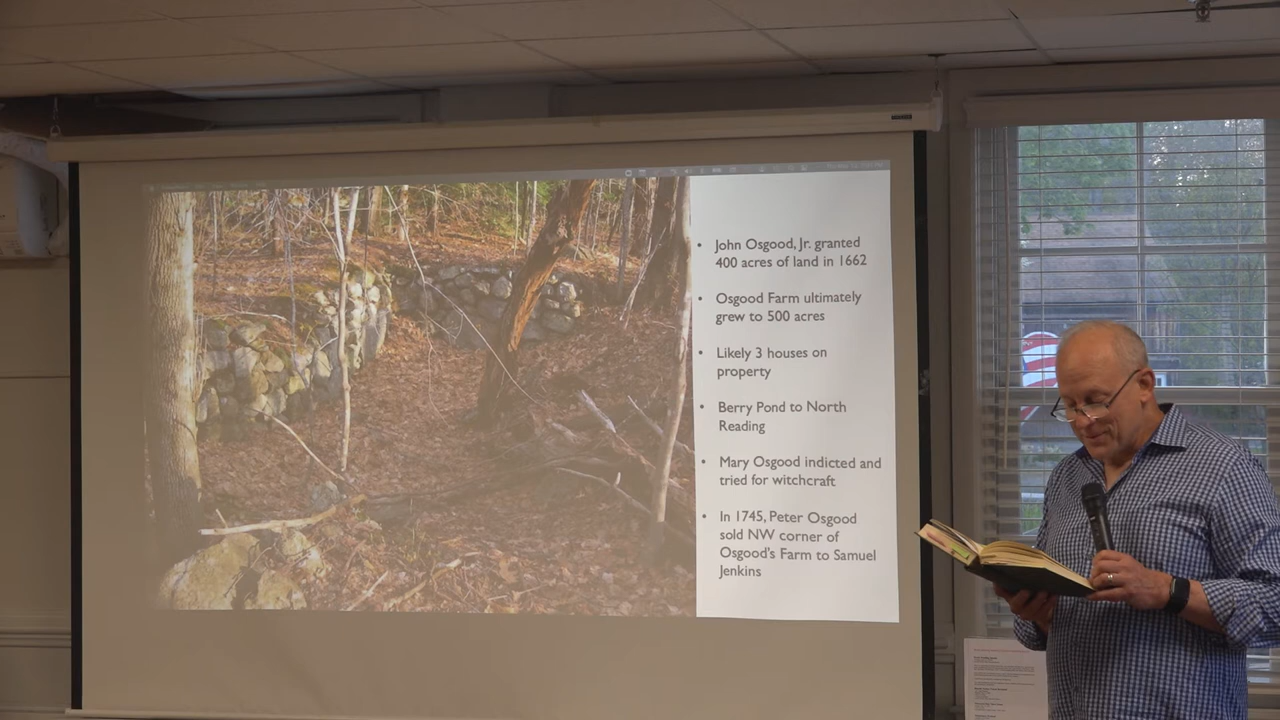 • John Osgood, Jr. granted
400 acres of land in 1662
• Osgood Farm ultimately
grew to 500 acres
• Likely 3 houses on
property
• Berry Pond to North
Reading
• Mary Osgood indicted and
tried for witchcraft
• In 1745, Peter Osgood
sold NW corner of
Osgood's Farm to Samuel
Jenkins